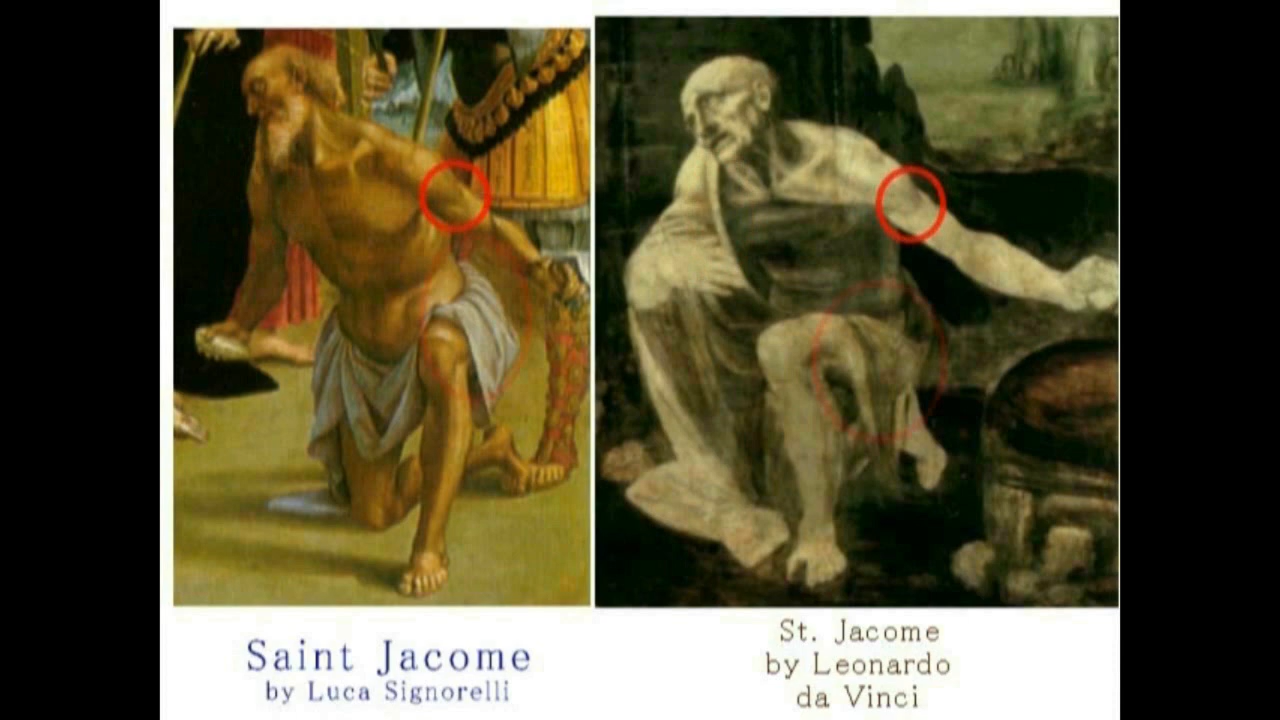 Saint Jacome
by Luca Signorelli
St. Jacome
by Leonardo
da Vinci